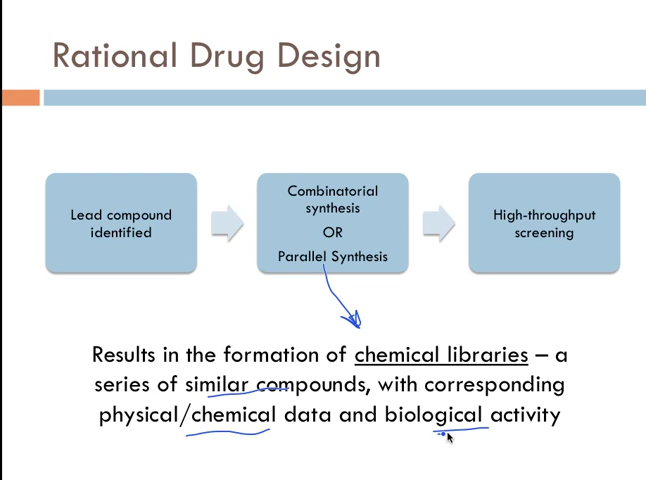 Rational Drug Design
Lead compound
identified
Combinatorial
synthesis
OR
Parallel Synthesis
High-throughput
screening
Results in the formation of chemical libraries – a
series of similar compounds, with corresponding
physical/chemical data and biological activity